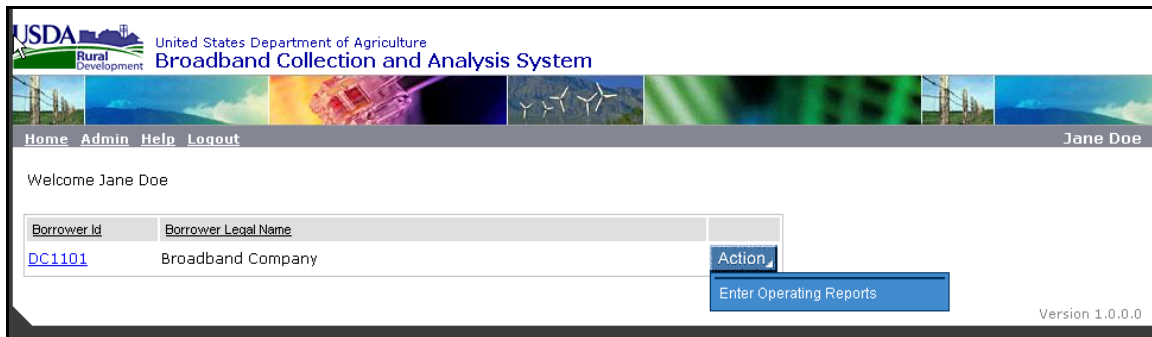 USDA
Rural
Development
United States Department of Agriculture
Broadband Collection and Analysis System
Home Admin Help Logout
Jane Doe
Welcome Jane Doe
Borrower Id Borrower Legal Name
DC1101 Broadband Company Action
Enter Operating Reports
Version 1.0.0.0